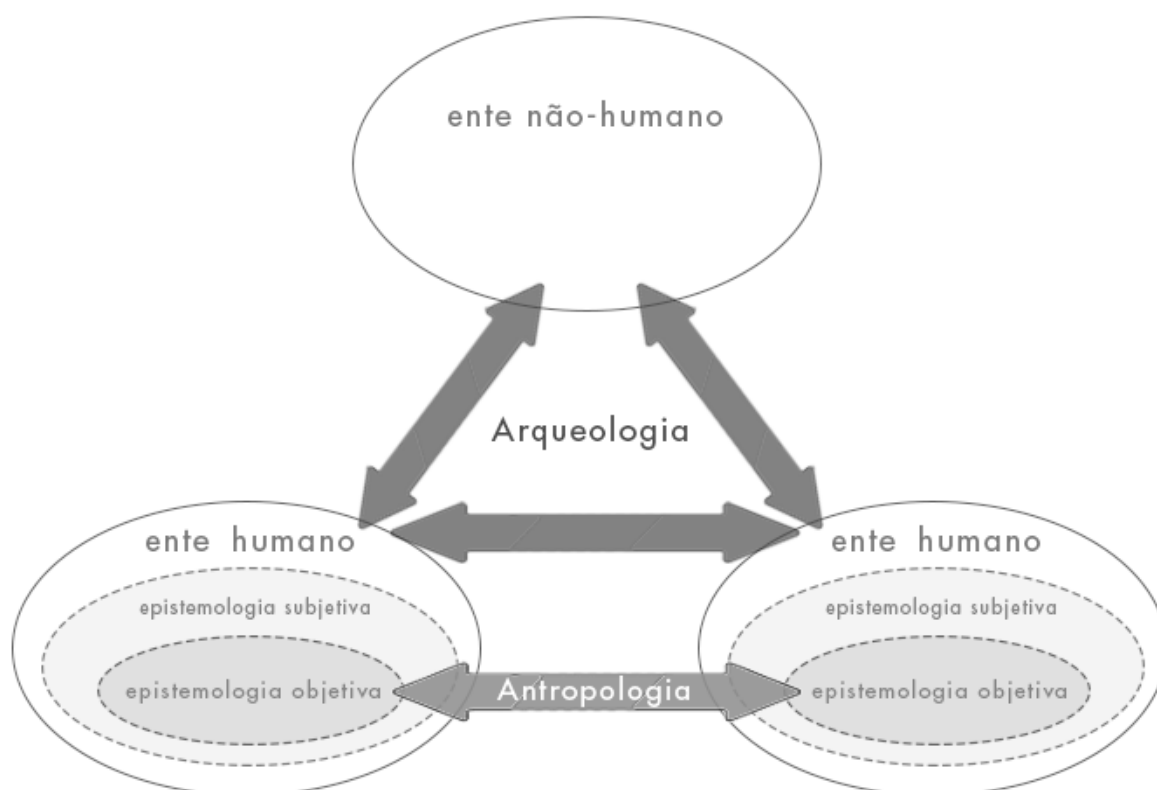 ente não-humano
Arqueologia
ente humano
ente humano
epistemologia subjetiva
epistemologia subjetiva
epistemologia objetiva
Antropologia
epistemologia objetiva